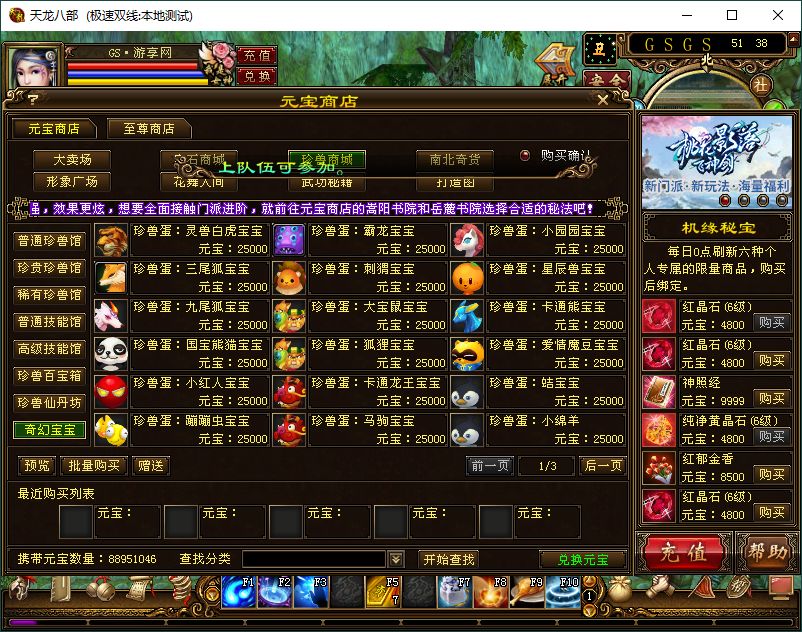 天龙八部 (极速双线:本地测试)
GS·游享网
充值
兑换
丑
GSGS 51 38
北
社
?
元宝商店
元宝商店
至尊商店
大卖场
珍兽商城
南北奇货
购买确认
上队伍可参加。
形象广场
花舞人间
武功秘籍
打造图
虽，效果更炫，想要全面接触门派进阶，就前往元宝商店的嵩阳书院和岳麓书院选择合适的秘法吧！
普通珍兽馆
珍贵珍兽馆
稀有珍兽馆
普通技能馆
高级技能馆
珍兽百宝箱
珍兽仙丹坊
奇幻宝宝
珍兽蛋：灵兽白虎宝宝
元宝：25000
珍兽蛋：霸龙宝宝
元宝：25000
珍兽蛋：小园园宝宝
元宝：25000
珍兽蛋：三尾狐宝宝
元宝：25000
珍兽蛋：刺猬宝宝
元宝：25000
珍兽蛋：星辰兽宝宝
元宝：25000
珍兽蛋：九尾狐宝宝
元宝：25000
珍兽蛋：大宝鼠宝宝
元宝：25000
珍兽蛋：卡通熊宝宝
元宝：25000
珍兽蛋：国宝熊猫宝宝
元宝：25000
珍兽蛋：狐狸宝宝
元宝：25000
珍兽蛋：爱情魔豆宝宝
元宝：25000
珍兽蛋：小红人宝宝
元宝：25000
珍兽蛋：卡通龙王宝宝
元宝：25000
珍兽蛋：蛄宝宝
元宝：25000
珍兽蛋：蹦蹦虫宝宝
元宝：25000
珍兽蛋：马驹宝宝
元宝：25000
珍兽蛋：小绵羊
元宝：25000
预览
批量购买
赠送
前一页
1/3
后一页
最近购买列表
元宝：
元宝：
元宝：
元宝：
元宝：
携带元宝数量：88951046
查找分类
开始查找
兑换元宝
桃花影落
新门派·新玩法·海量福利
机缘秘宝
每日0点刷新六种个
人专属的限量商品，购买
后绑定。
红晶石(6级)
元宝：4800 购买
红晶石(6级)
元宝：4800 购买
神照经
元宝：9999 购买
纯净黄晶石(6级)
元宝：4800 购买
红郁金香
元宝：8500 购买
红晶石(6级)
元宝：4800 购买
充值
帮助
F1
F2
F3
F5
7
F7
F8
F9
F10
1